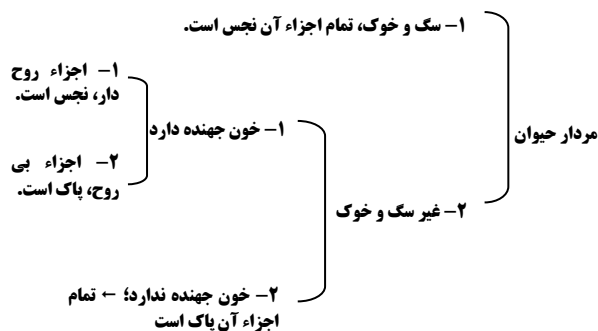 مردار حیوان
۱– سگ و خوک، تمام اجزاء آن نجس است.
۲– غیر سگ و خوک
۱– خون جهنده دارد
۱– اجزاء روح
دار، نجس است.
۲– اجزاء بی
روح، پاک است.
۲– خون جهنده ندارد؛ ← تمام
اجزاء آن پاک است